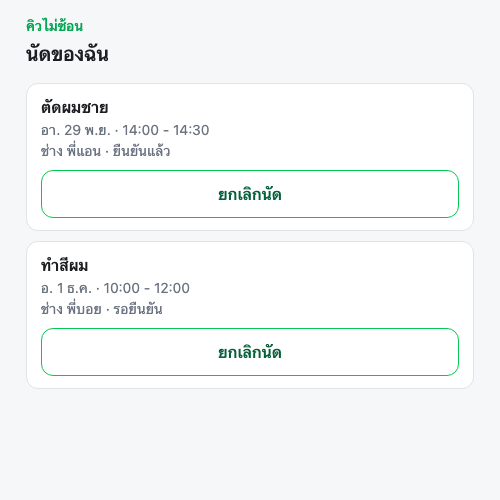 คิวไม่ซ้อน
นัดของฉัน
ตัดผมชาย
อา. 29 พ.ย. · 14:00 - 14:30
ช่าง พี่แอน · ยืนยันแล้ว
ยกเลิกนัด
ทำสีผม
อ. 1 ธ.ค. · 10:00 - 12:00
ช่าง พี่บอย · รอยืนยัน
ยกเลิกนัด